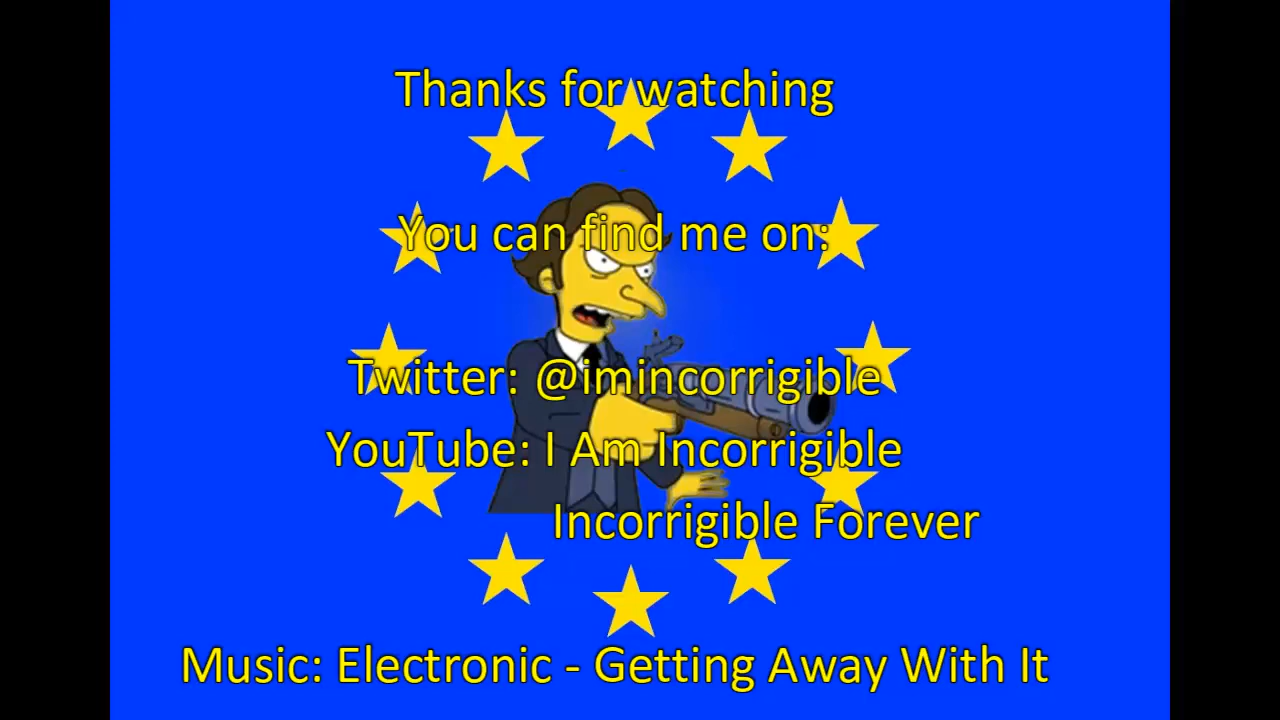 Thanks for watching
You can find me on:
Twitter: @imincorrigible
YouTube: I Am Incorrigible
Incorrigible Forever
Music: Electronic - Getting Away With It